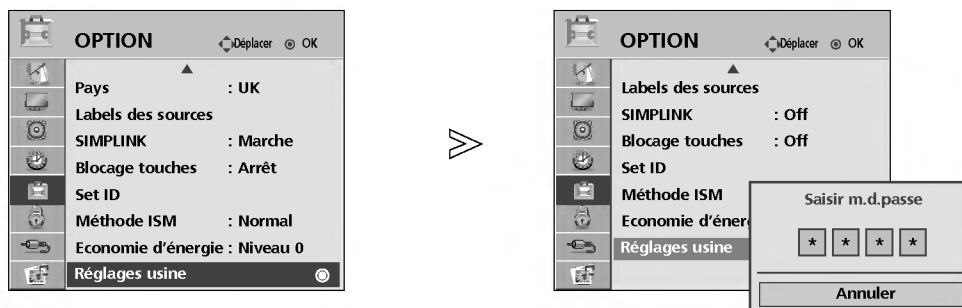 OPTION
Déplacer OK
Pays : UK
Labels des sources
SIMPLINK : Marche
Blocage touches : Arrêt
Set ID
Méthode ISM : Normal
Economie d'énergie : Niveau 0
Réglages usine
OPTION
Déplacer OK
Labels des sources
SIMPLINK : Off
Blocage touches : Off
Set ID
Méthode ISM
Economie d'éner
Réglages usine
Saisir m.d.passe
* * * *
Annuler